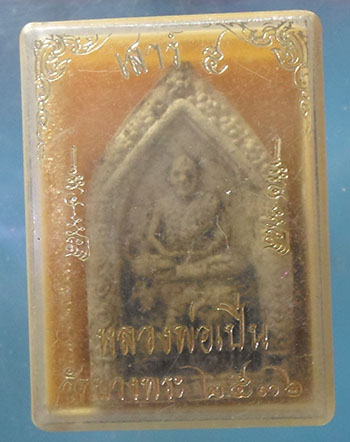 เสาร์ ๕
หลวงพ่อเปิ่น
วัดบางพระ ๒๕๓๖